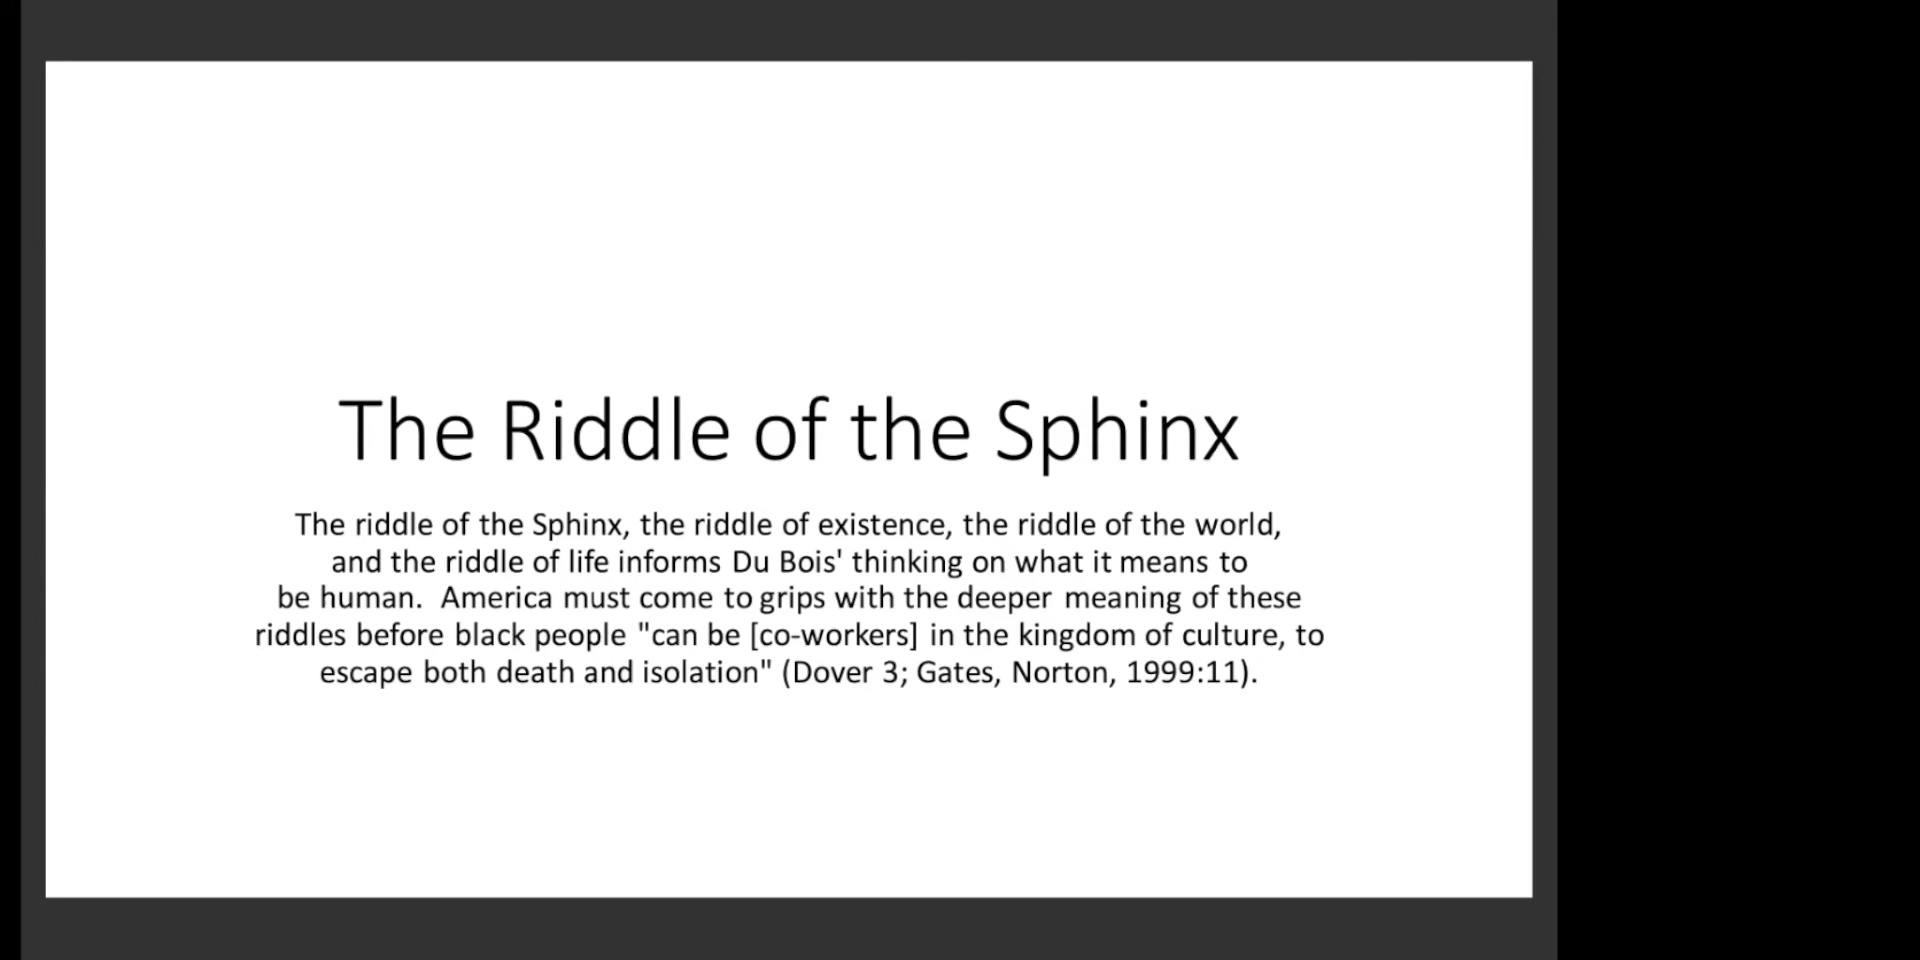 The Riddle of the Sphinx
The riddle of the Sphinx, the riddle of existence, the riddle of the world,
and the riddle of life informs Du Bois' thinking on what it means to
be human.  America must come to grips with the deeper meaning of these
riddles before black people "can be [co-workers] in the kingdom of culture, to
escape both death and isolation" (Dover 3; Gates, Norton, 1999:11).